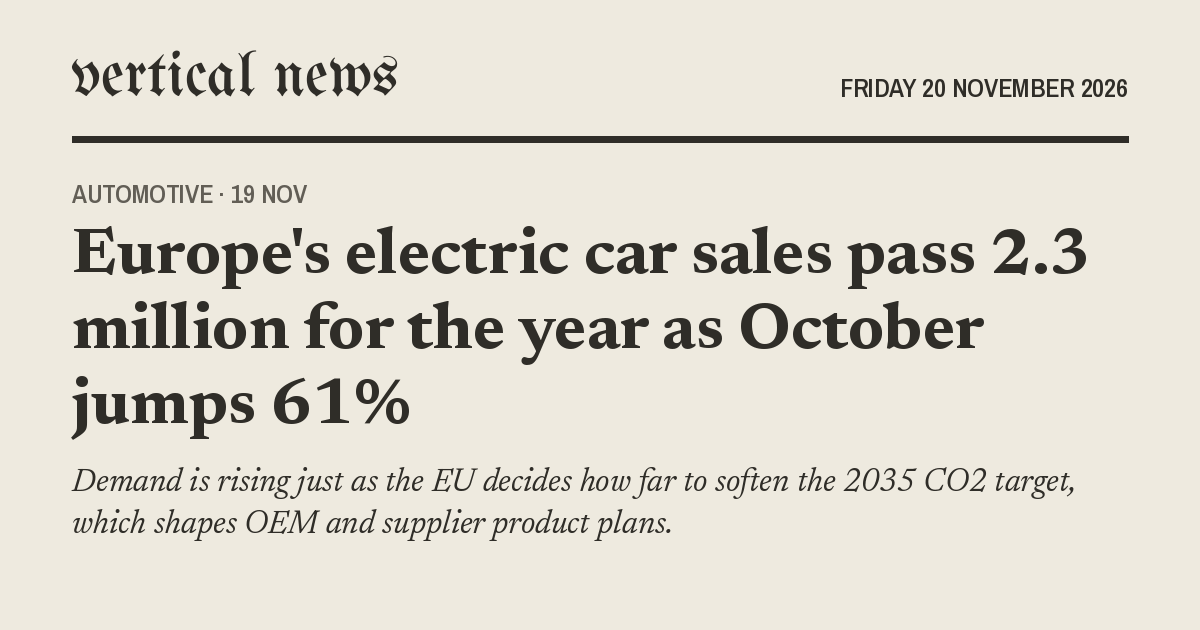 vertical news
FRIDAY 20 NOVEMBER 2026
AUTOMOTIVE · 19 NOV
Europe's electric car sales pass 2.3
million for the year as October
jumps 61%
Demand is rising just as the EU decides how far to soften the 2035 CO2 target,
which shapes OEM and supplier product plans.